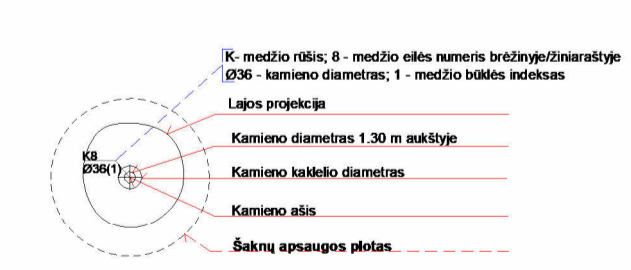 K- medžio rūšis; 8 - medžio eilės numeris brėžinyje/žiniaraštyje
Ø36 - kamieno diametras; 1 - medžio būklės indeksas
Lajos projekcija
Kamieno diametras 1.30 m aukštyje
K8
Ø36(1)
Kamieno kaklelio diametras
Kamieno ašis
Šaknų apsaugos plotas